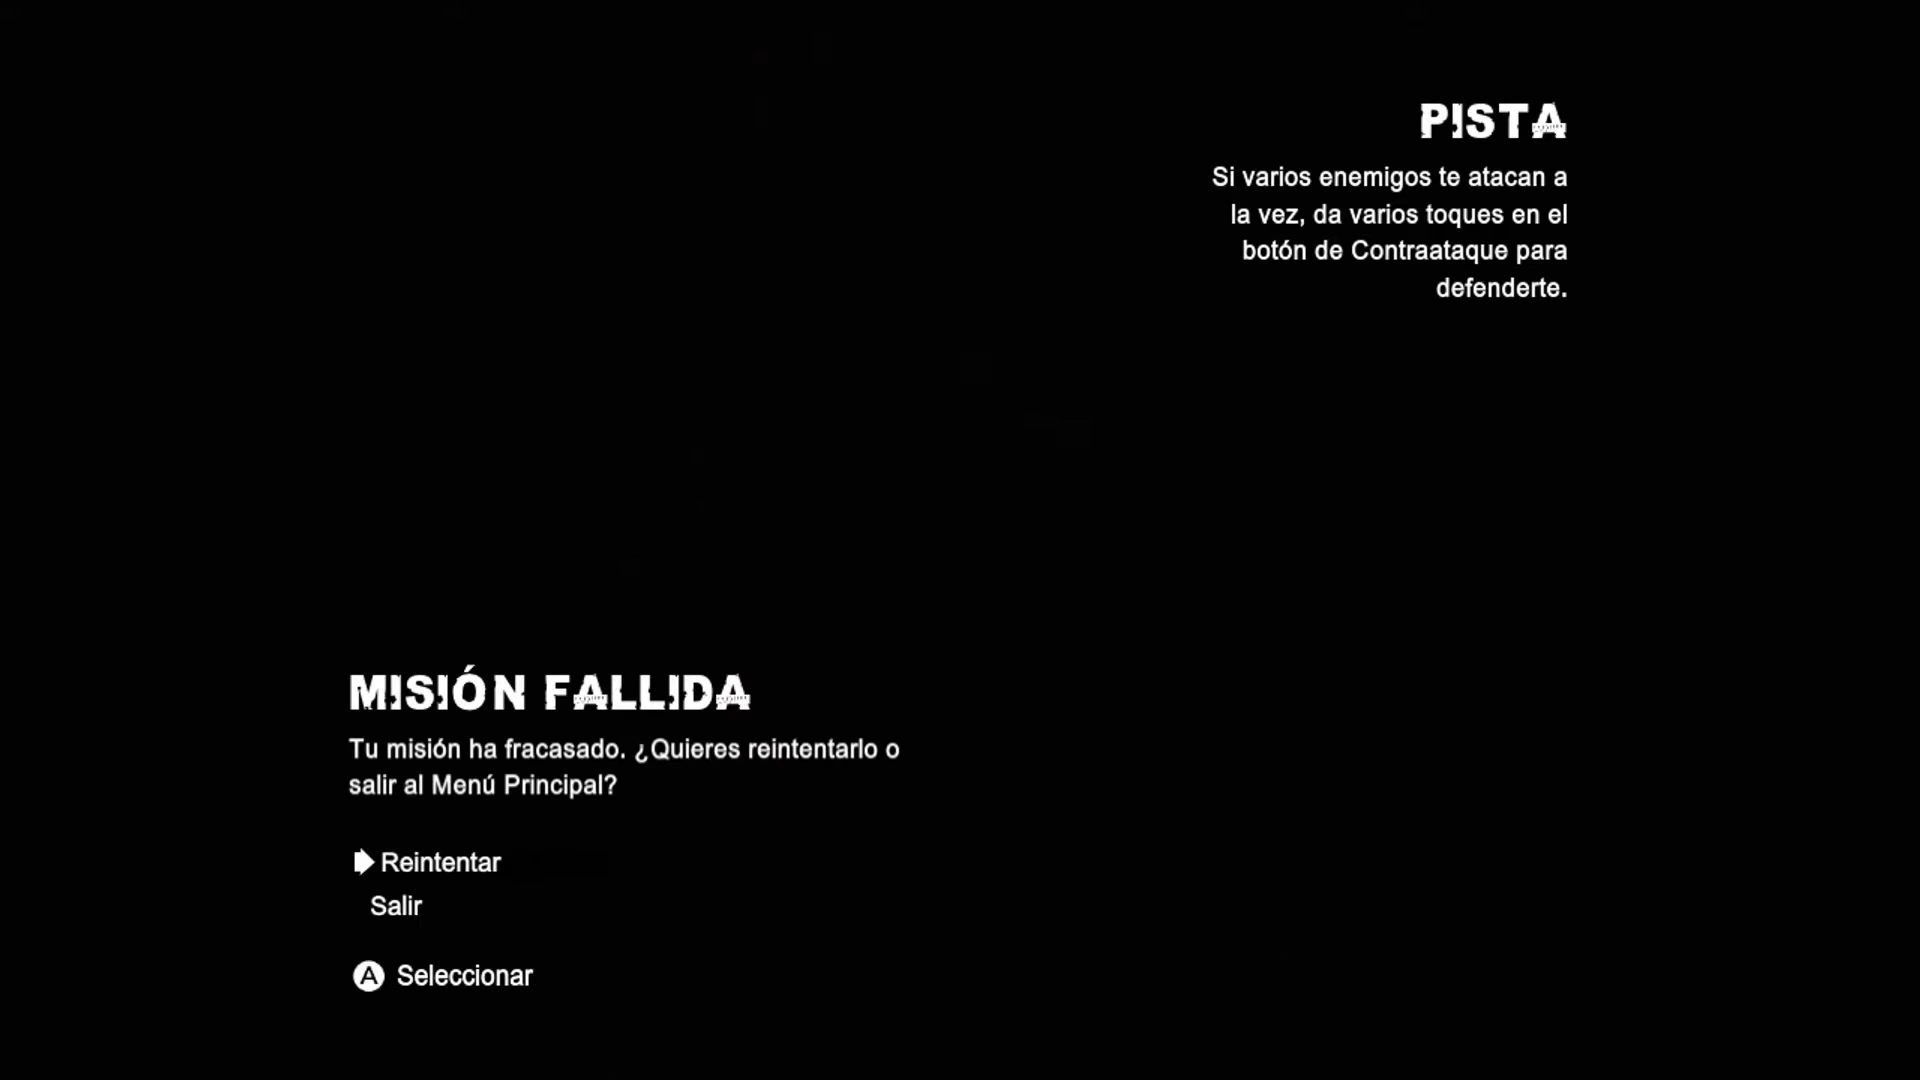 PISTA
Si varios enemigos te atacan a
la vez, da varios toques en el
botón de Contraataque para
defenderte.
MISIÓN FALLIDA
Tu misión ha fracasado. ¿Quieres reintentarlo o
salir al Menú Principal?
Reintentar
Salir
A Seleccionar